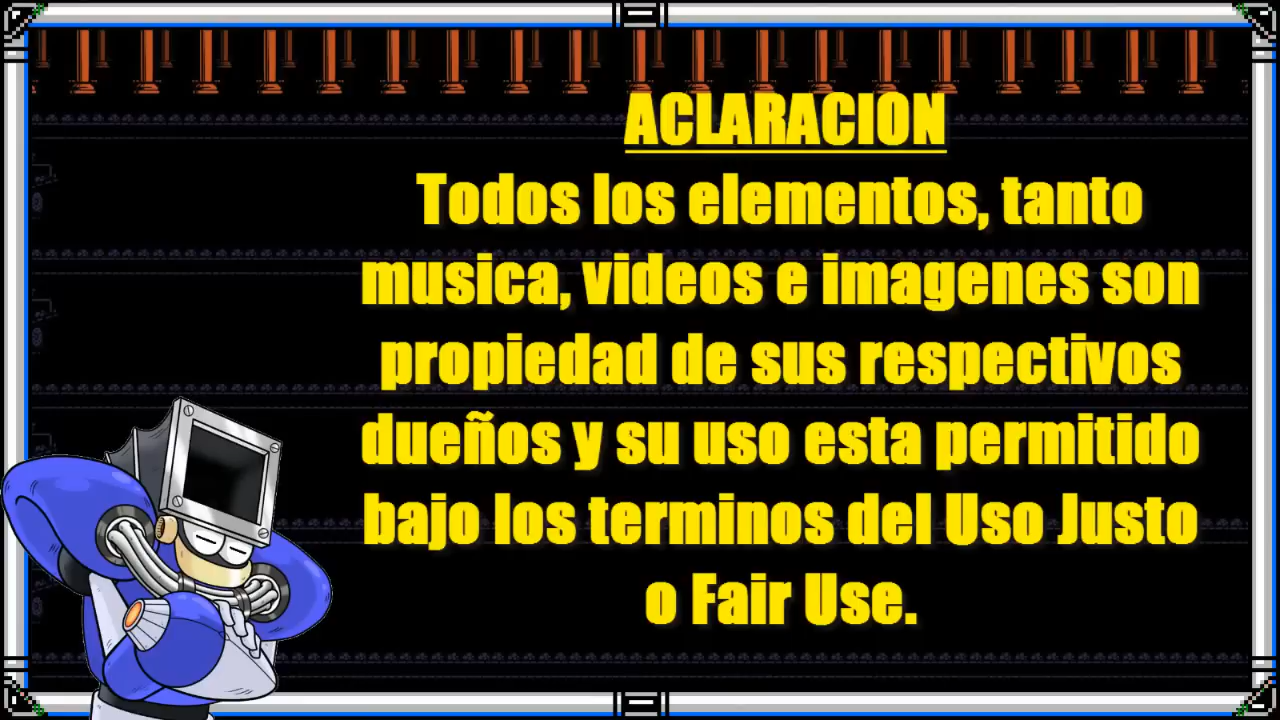 ACLARACION
Todos los elementos, tanto
musica, videos e imagenes son
propiedad de sus respectivos
dueños y su uso esta permitido
bajo los terminos del Uso Justo
o Fair Use.